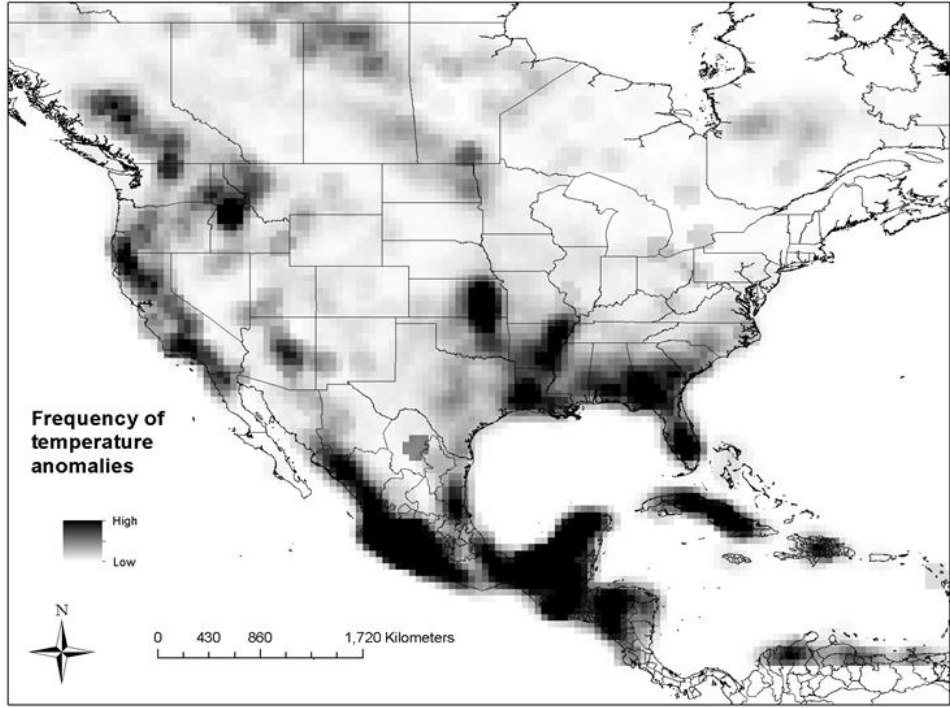 Frequency of
temperature
anomalies
High
Low
N
0 430 860 1,720 Kilometers